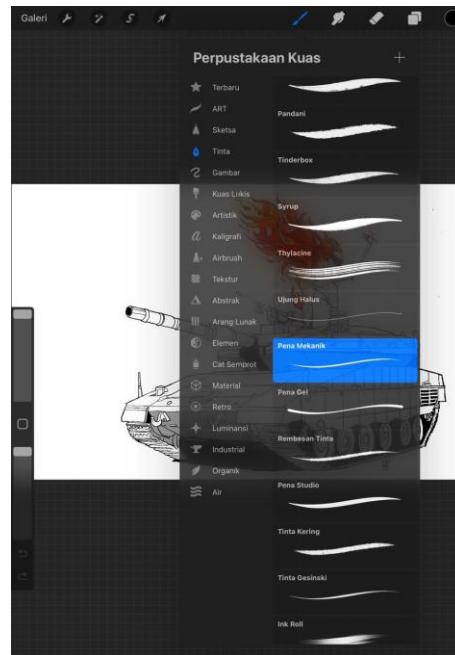 Galeri
Perpustakaan Kuas
Terbaru
ART
Sketsa
Tinta
Gambar
Kuas Lukis
Artistik
Kaligrafi
Airbrush
Tekstur
Abstrak
Arang Lunak
Elemen
Cat Semprot
Material
Retro
Luminansi
Industrial
Organik
Air
Pandani
Tinderbox
Syrup
Thylacine
Ujung Halus
Pena Mekanik
Pena Gel
Rembesan Tinta
Pena Studio
Tinta Kering
Tinta Gesinski
Ink Roll